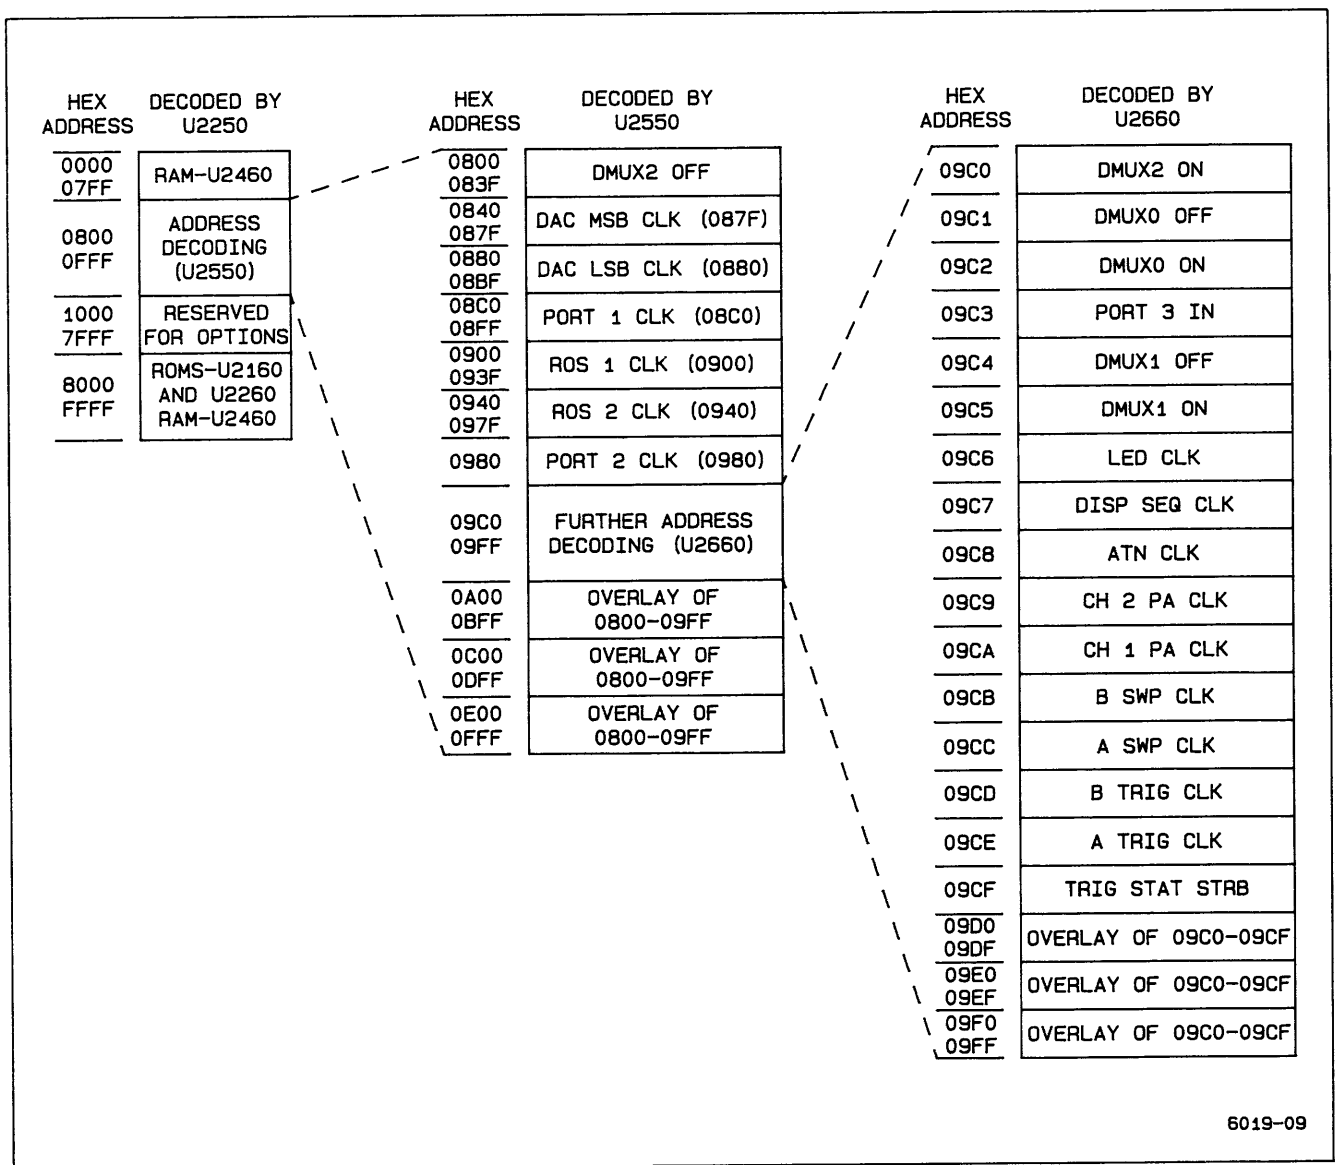 HEX ADDRESS DECODED BY U2250
0000 07FF RAM-U2460
0800 0FFF ADDRESS DECODING (U2550)
1000 7FFF RESERVED FOR OPTIONS
8000 FFFF ROMS-U2160 AND U2260 RAM-U2460
HEX ADDRESS DECODED BY U2550
0800 083F DMUX2 OFF
0840 087F DAC MSB CLK (087F)
0880 08BF DAC LSB CLK (0880)
08C0 08FF PORT 1 CLK (08C0)
0900 093F ROS 1 CLK (0900)
0940 097F ROS 2 CLK (0940)
0980 PORT 2 CLK (0980)
09C0 09FF FURTHER ADDRESS DECODING (U2660)
0A00 0BFF OVERLAY OF 0800-09FF
0C00 0DFF OVERLAY OF 0800-09FF
0E00 0FFF OVERLAY OF 0800-09FF
HEX ADDRESS DECODED BY U2660
09C0 DMUX2 ON
09C1 DMUX0 OFF
09C2 DMUX0 ON
09C3 PORT 3 IN
09C4 DMUX1 OFF
09C5 DMUX1 ON
09C6 LED CLK
09C7 DISP SEQ CLK
09C8 ATN CLK
09C9 CH 2 PA CLK
09CA CH 1 PA CLK
09CB B SWP CLK
09CC A SWP CLK
09CD B TRIG CLK
09CE A TRIG CLK
09CF TRIG STAT STRB
09D0 09DF OVERLAY OF 09C0-09CF
09E0 09EF OVERLAY OF 09C0-09CF
09F0 09FF OVERLAY OF 09C0-09CF
6019-09